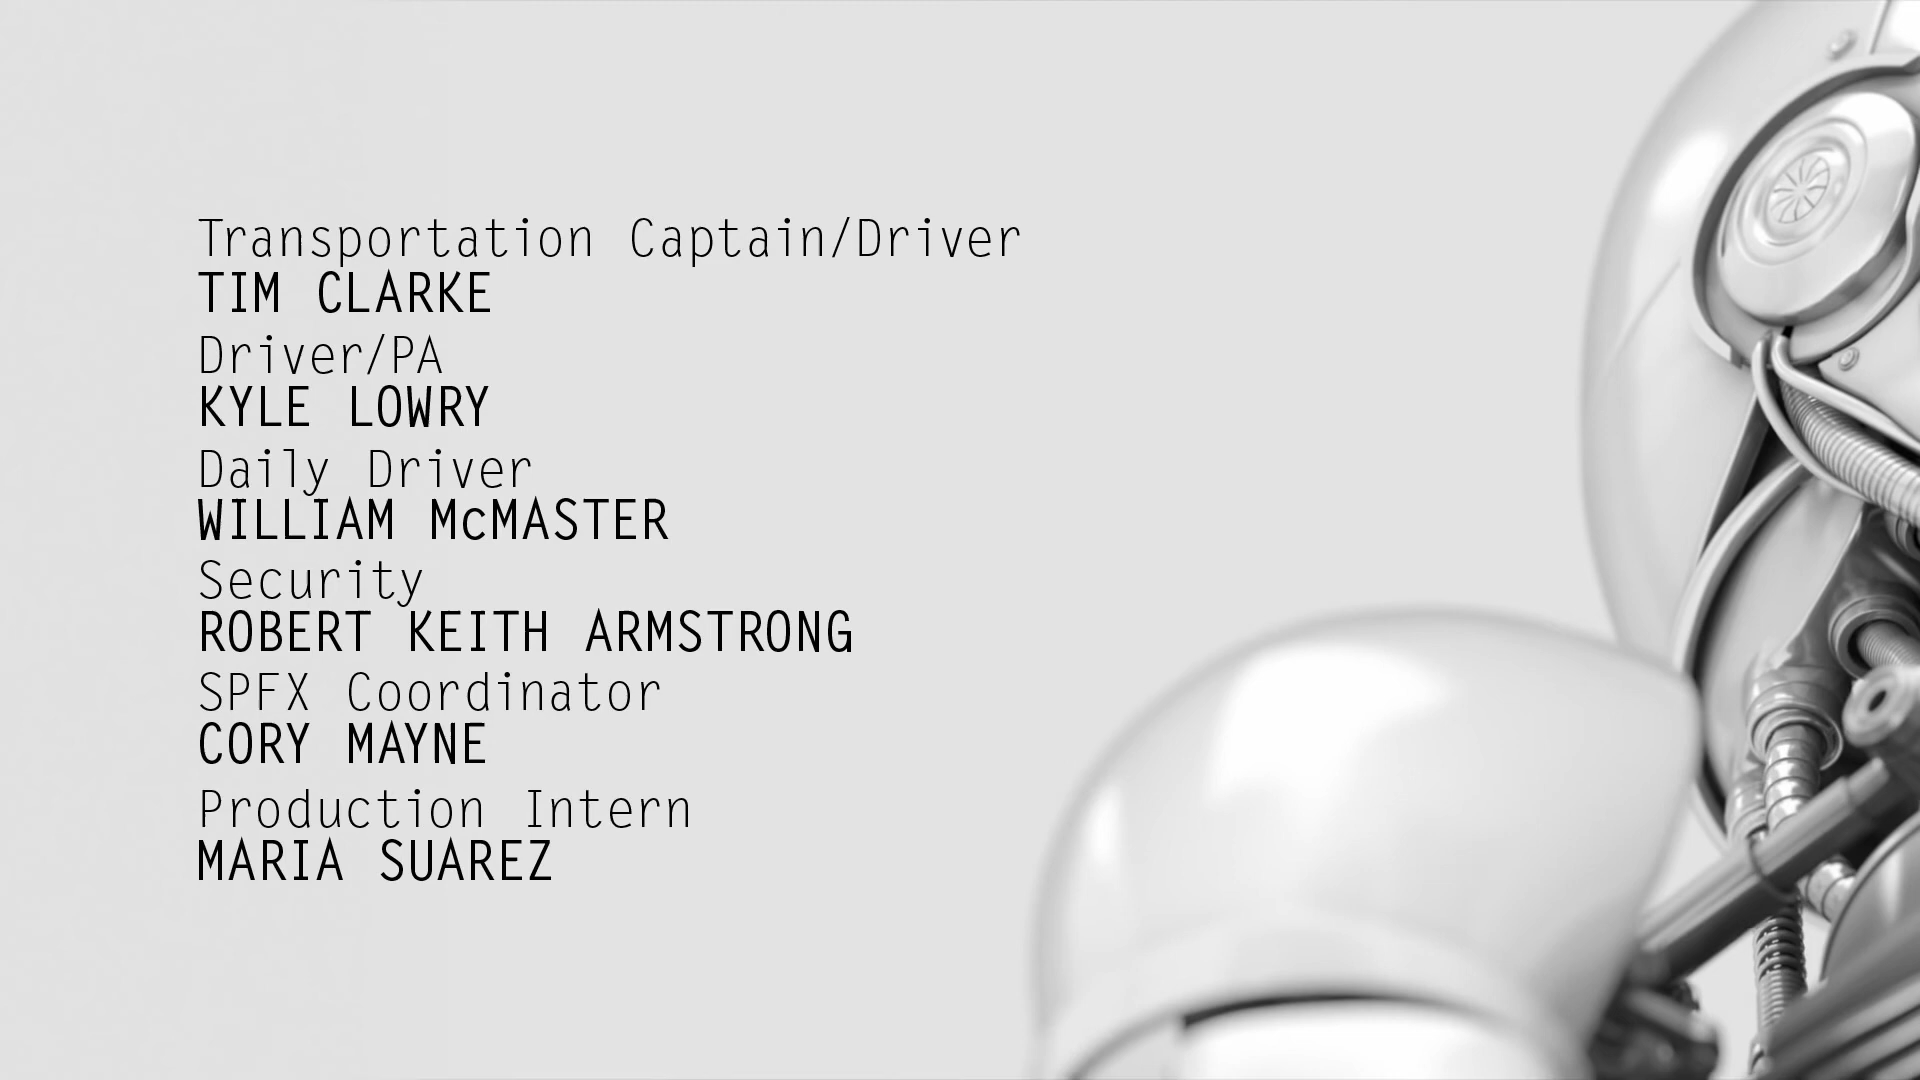 Transportation Captain/Driver
TIM CLARKE
Driver/PA
KYLE LOWRY
Daily Driver
WILLIAM McMASTER
Security
ROBERT KEITH ARMSTRONG
SPFX Coordinator
CORY MAYNE
Production Intern
MARIA SUAREZ